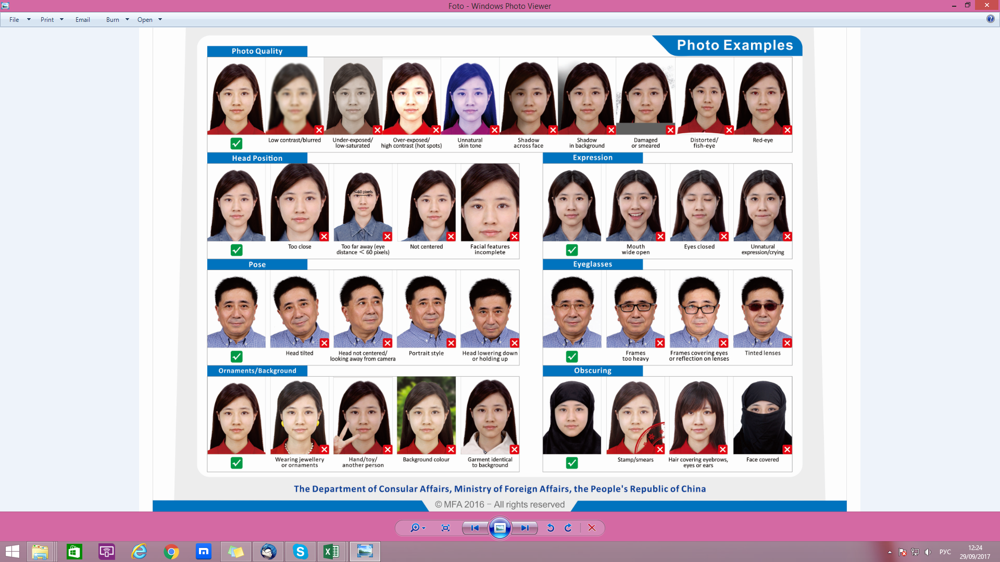 Foto - Windows Photo Viewer
File Print Email Burn Open
Photo Examples
Photo Quality
Low contrast/blurred
Under-exposed/
low-saturated
Over-exposed/
high contrast (hot spots)
Unnatural
skin tone
Shadow
across face
Shadow
in background
Damaged
or smeared
Distorted/
fish-eye
Red-eye
Head Position
<60 pixels
Too close
Too far away (eye
distance < 60 pixels)
Not centered
Facial features
incomplete
Expression
Mouth
wide open
Eyes closed
Unnatural
expression/crying
Pose
Head tilted
Head not centered/
looking away from camera
Portrait style
Head lowering down
or holding up
Eyeglasses
Frames
too heavy
Frames covering eyes
or reflection on lenses
Tinted lenses
Ornaments/Background
Wearing jewellery
or ornaments
Hand/toy/
another person
Background colour
Garment identical
to background
Obscuring
Stamp/smears
Hair covering eyebrows,
eyes or ears
Face covered
The Department of Consular Affairs, Ministry of Foreign Affairs, the People's Republic of China
© MFA 2016 – All rights reserved
РУС
12:24
29/09/2017